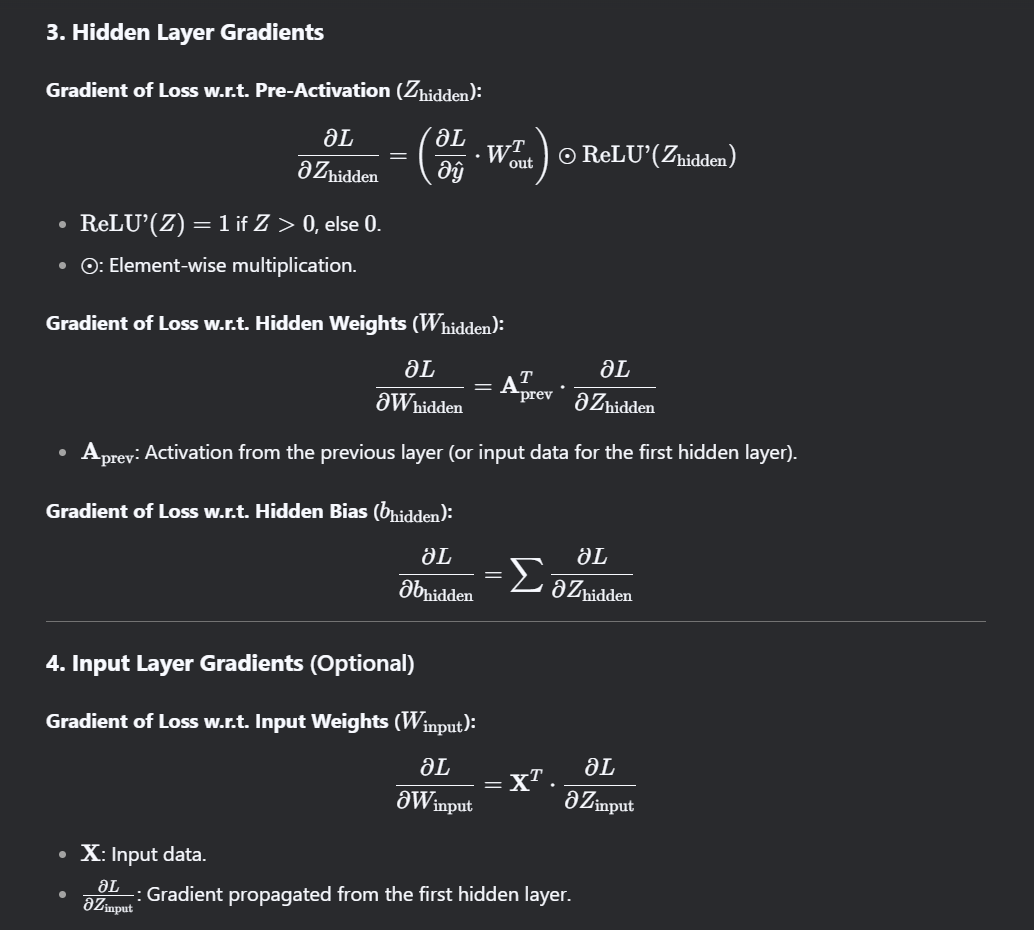 3. Hidden Layer Gradients
Gradient of Loss w.r.t. Pre-Activation (Z_hidden):
∂L/∂Z_hidden = (∂L/∂ŷ · W_out^T) ⊙ ReLU’(Z_hidden)
• ReLU’(Z) = 1 if Z > 0, else 0.
• ⊙: Element-wise multiplication.
Gradient of Loss w.r.t. Hidden Weights (W_hidden):
∂L/∂W_hidden = A_prev^T · ∂L/∂Z_hidden
• A_prev: Activation from the previous layer (or input data for the first hidden layer).
Gradient of Loss w.r.t. Hidden Bias (b_hidden):
∂L/∂b_hidden = ∑ ∂L/∂Z_hidden
4. Input Layer Gradients (Optional)
Gradient of Loss w.r.t. Input Weights (W_input):
∂L/∂W_input = X^T · ∂L/∂Z_input
• X: Input data.
• ∂L/∂Z_input: Gradient propagated from the first hidden layer.